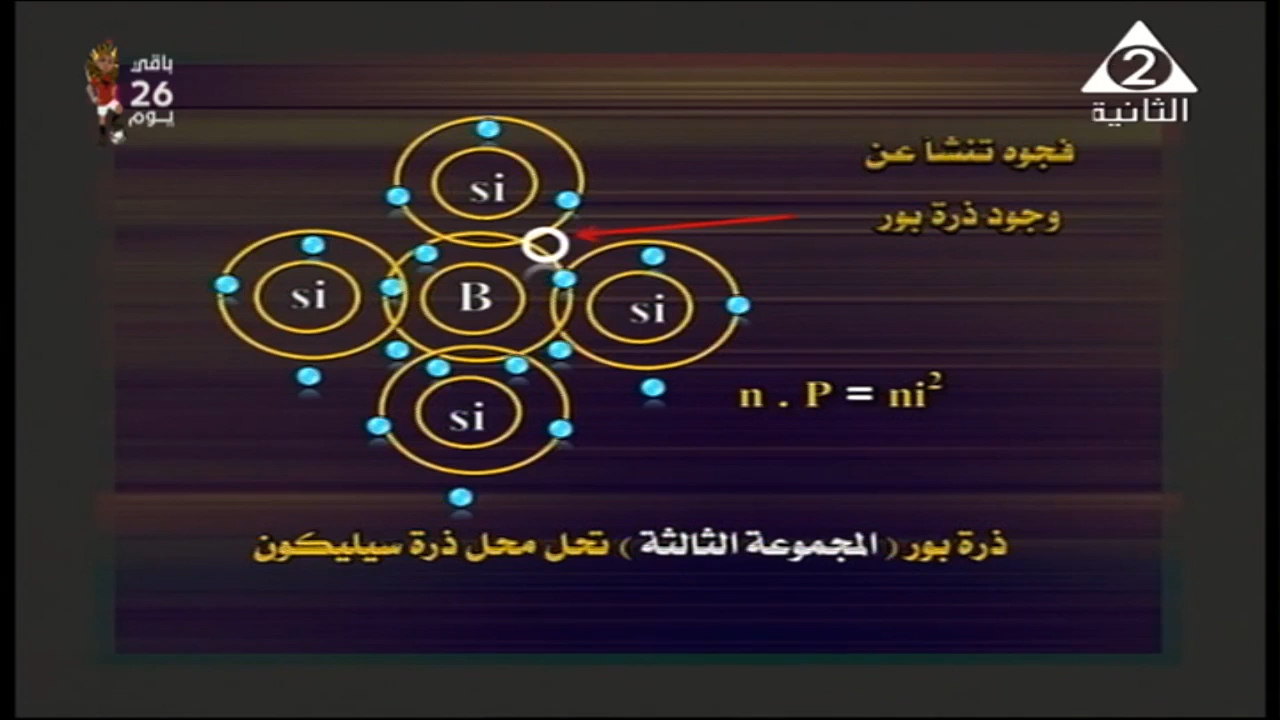 باقي
26
يوم
2
الثانية
فجوه تنشأ عن
وجود ذرة بور
si
si
B
si
si
n . P = ni²
ذرة بور ( المجموعة الثالثة ) تحل محل ذرة سيليكون